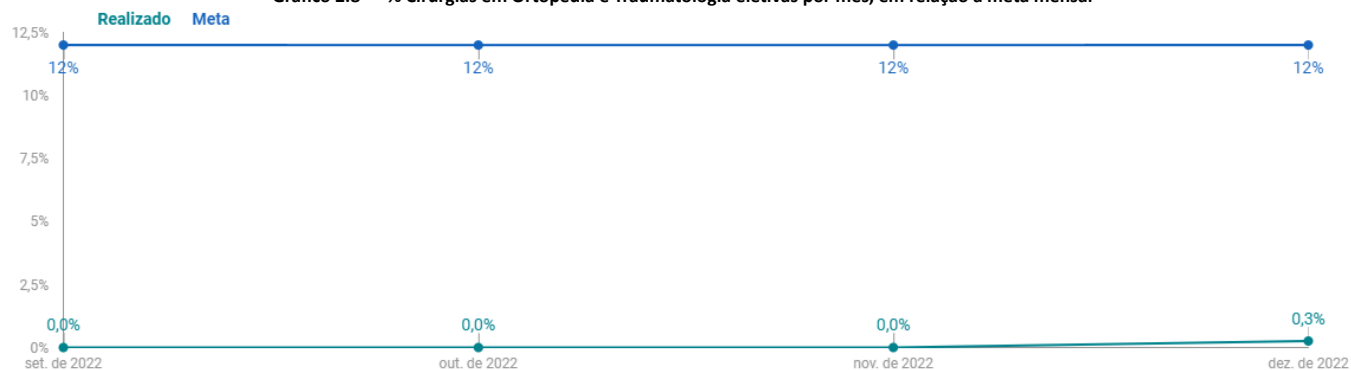 Realizado Meta
12,5%
12% 12% 12% 12%
10%
7,5%
5%
2,5%
0,0% 0,0% 0,0% 0,3%
0%
set. de 2022 out. de 2022 nov. de 2022 dez. de 2022